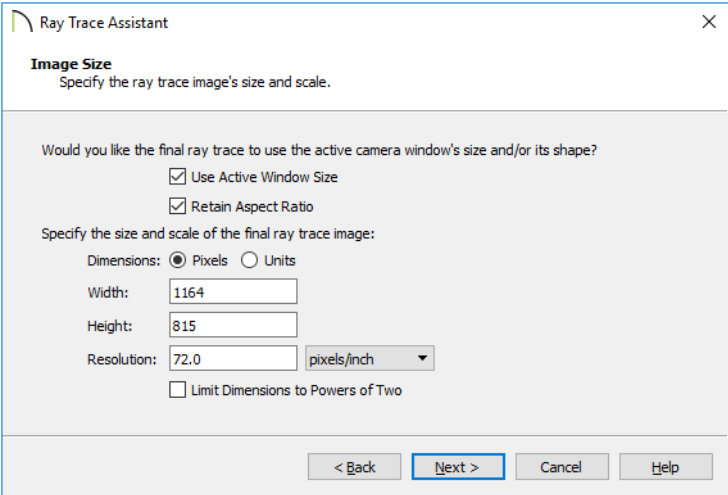 Ray Trace Assistant
Image Size
Specify the ray trace image's size and scale.
Would you like the final ray trace to use the active camera window's size and/or its shape?
Use Active Window Size
Retain Aspect Ratio
Specify the size and scale of the final ray trace image:
Dimensions: Pixels Units
Width: 1164
Height: 815
Resolution: 72.0 pixels/inch
Limit Dimensions to Powers of Two
< Back Next > Cancel Help